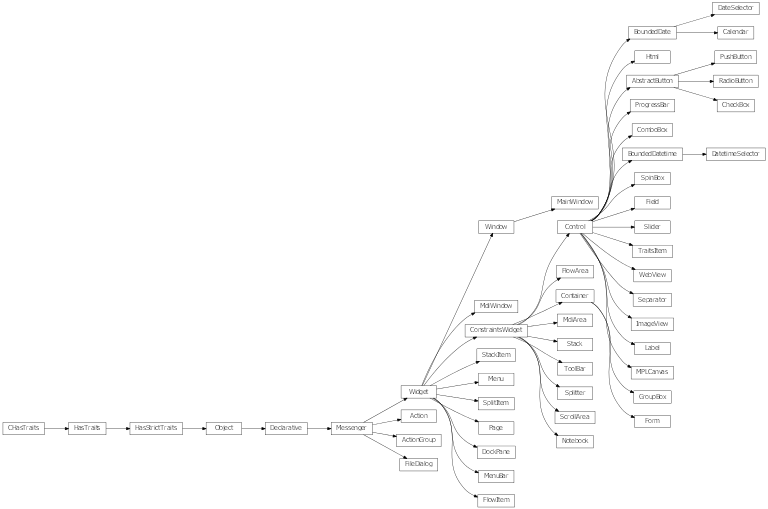 DateSelector
BoundedDate
Calendar
Html
PushButton
AbstractButton
RadioButton
ProgressBar
CheckBox
ComboBox
BoundedDatetime
DatetimeSelector
SpinBox
MainWindow
Field
Window
Control
Slider
TraitsItem
FlowArea
WebView
Container
Separator
MdiWindow
MdiArea
ImageView
ConstraintsWidget
Stack
Label
StackItem
ToolBar
MPLCanvas
Menu
Widget
Splitter
GroupBox
SplitItem
Action
ScrollArea
Form
CHasTraits
HasTraits
HasStrictTraits
Object
Declarative
Messenger
Page
ActionGroup
Notebook
DockPane
FileDialog
MenuBar
FlowItem